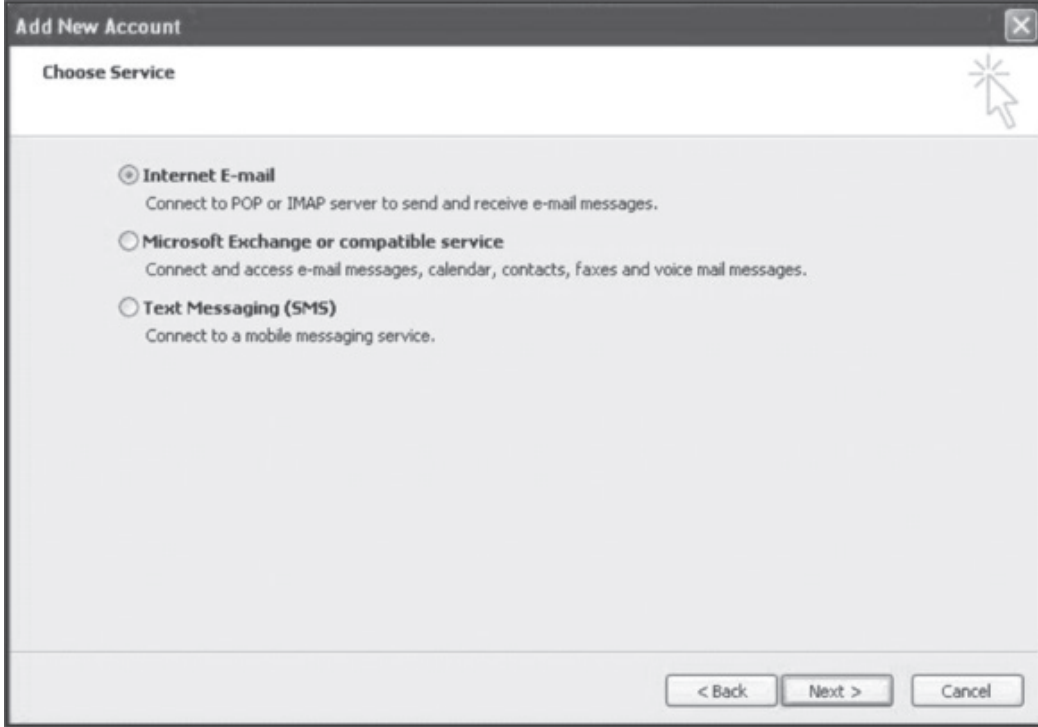 Add New Account
Choose Service
Internet E-mail
Connect to POP or IMAP server to send and receive e-mail messages.
Microsoft Exchange or compatible service
Connect and access e-mail messages, calendar, contacts, faxes and voice mail messages.
Text Messaging (SMS)
Connect to a mobile messaging service.
< Back Next > Cancel